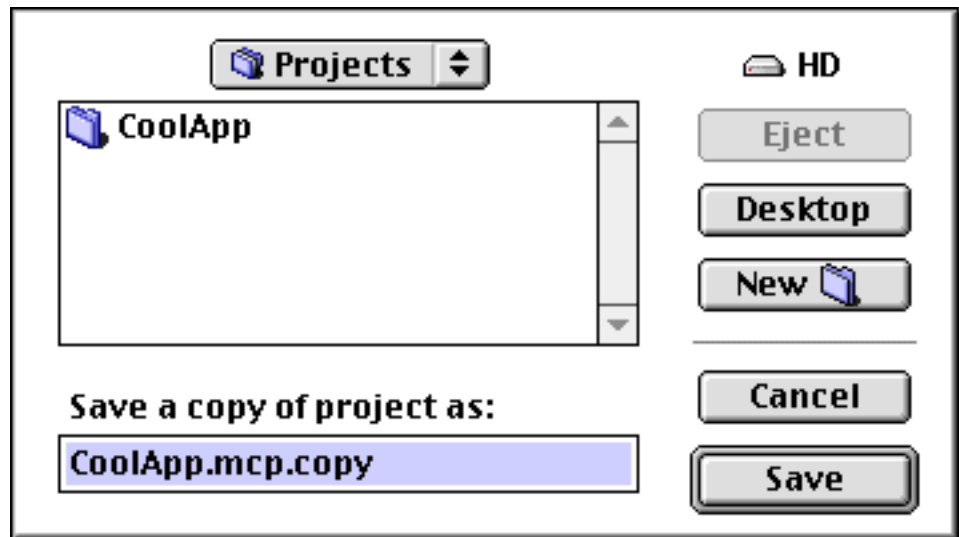 Projects
HD
CoolApp
Eject
Desktop
New
Save a copy of project as:
Cancel
CoolApp.mcp.copy
Save